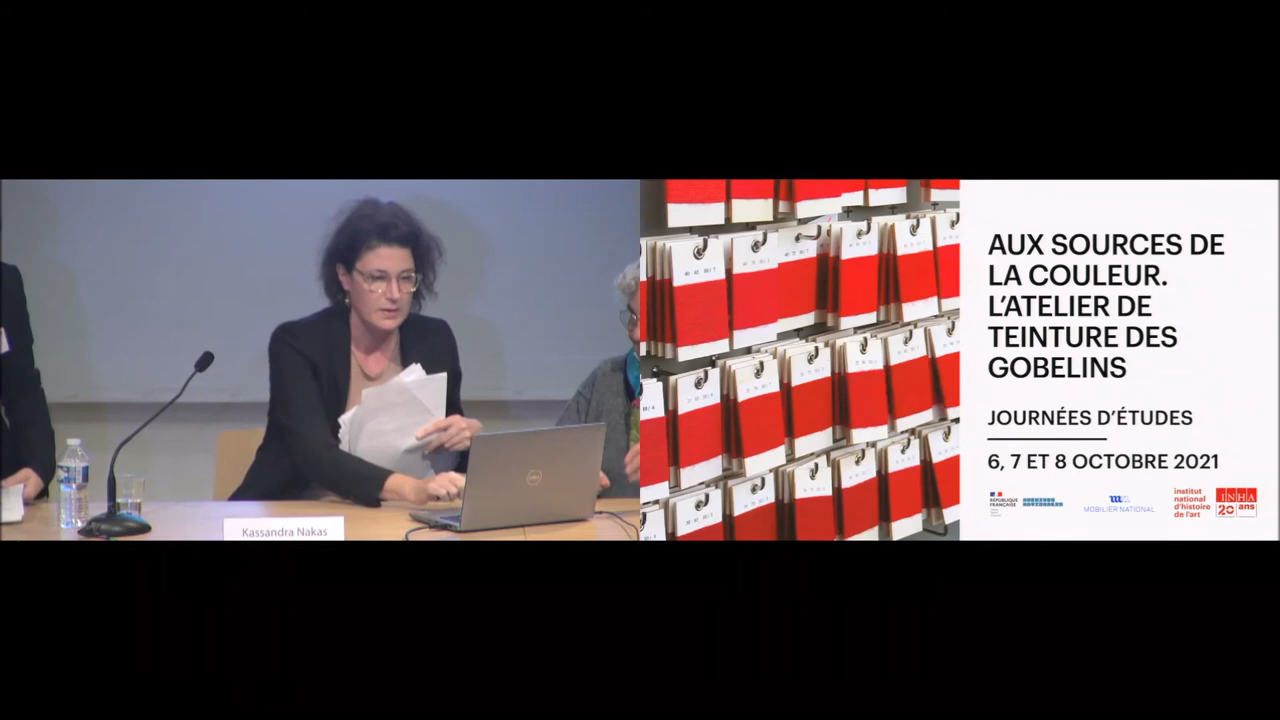 Kassandra Nakas
AUX SOURCES DE
LA COULEUR.
L'ATELIER DE
TEINTURE DES
GOBELINS
JOURNÉES D'ÉTUDES
6, 7 ET 8 OCTOBRE 2021
RÉPUBLIQUE
FRANÇAISE
MOBILIER NATIONAL
institut
national
d'histoire
de l'art
INHA
20 ans